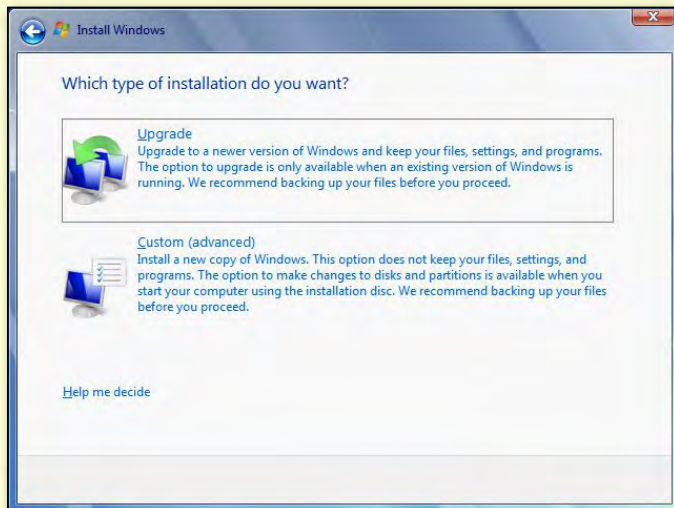 Install Windows
Which type of installation do you want?
Upgrade
Upgrade to a newer version of Windows and keep your files, settings, and programs.
The option to upgrade is only available when an existing version of Windows is
running. We recommend backing up your files before you proceed.
Custom (advanced)
Install a new copy of Windows. This option does not keep your files, settings, and
programs. The option to make changes to disks and partitions is available when you
start your computer using the installation disc. We recommend backing up your files
before you proceed.
Help me decide